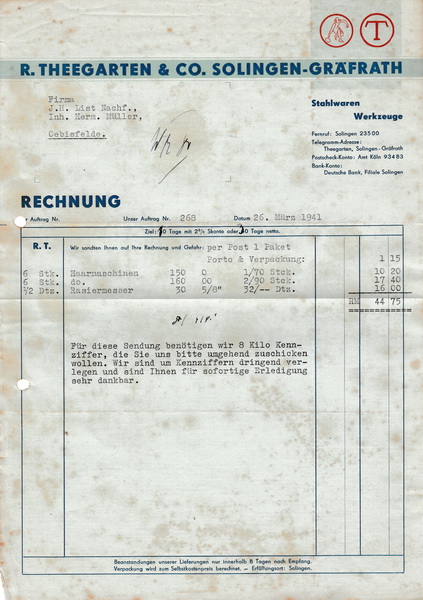 T
R. THEEGARTEN & CO. SOLINGEN-GRÄFRATH
Firma
J.H. List Nachf.,
Inh. Herm. Müller,
Oebisfelde.
Stahlwaren
Werkzeuge
Fernruf: Solingen 23500
Telegramm-Adresse:
Theegarten, Solingen-Gräfrath
Postscheck-Konto: Amt Köln 93483
Bank-Konto:
Deutsche Bank, Filiale Solingen
RECHNUNG
Auftrag Nr. Unser Auftrag Nr. 268 Datum 26. März 1941
Ziel: 30 Tage mit 2% Skonto oder 30 Tage netto.
R. T. Wir sandten Ihnen auf Ihre Rechnung und Gefahr: per Post 1 Paket
Porto & Verpackung: 1 15
6 Stk. Haarmaschinen 150 0 1/70 Stck. 10 20
6 Stk. do. 160 00 2/90 Stck. 17 40
1/2 Dtz. Rasiermesser 30 5/8" 32/-- Dtz. 16 00
RM 44 75
Für diese Sendung benötigen wir 8 Kilo Kenn-
ziffer, die Sie uns bitte umgehend zuschicken
wollen. Wir sind um Kennziffern dringend ver-
legen und sind Ihnen für sofortige Erledigung
sehr dankbar.
Beanstandungen unserer Lieferungen nur innerhalb 8 Tagen nach Empfang.
Verpackung wird zum Selbstkostenpreis berechnet. — Erfüllungsort: Solingen.